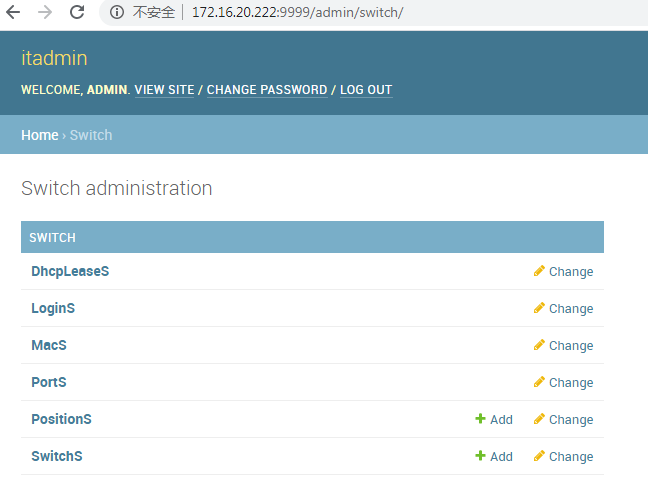 不安全 172.16.20.222:9999/admin/switch/
itadmin
WELCOME, ADMIN. VIEW SITE / CHANGE PASSWORD / LOG OUT
Home › Switch
Switch administration
SWITCH
DhcpLeaseS Change
LoginS Change
MacS Change
PortS Change
PositionS Add Change
SwitchS Add Change